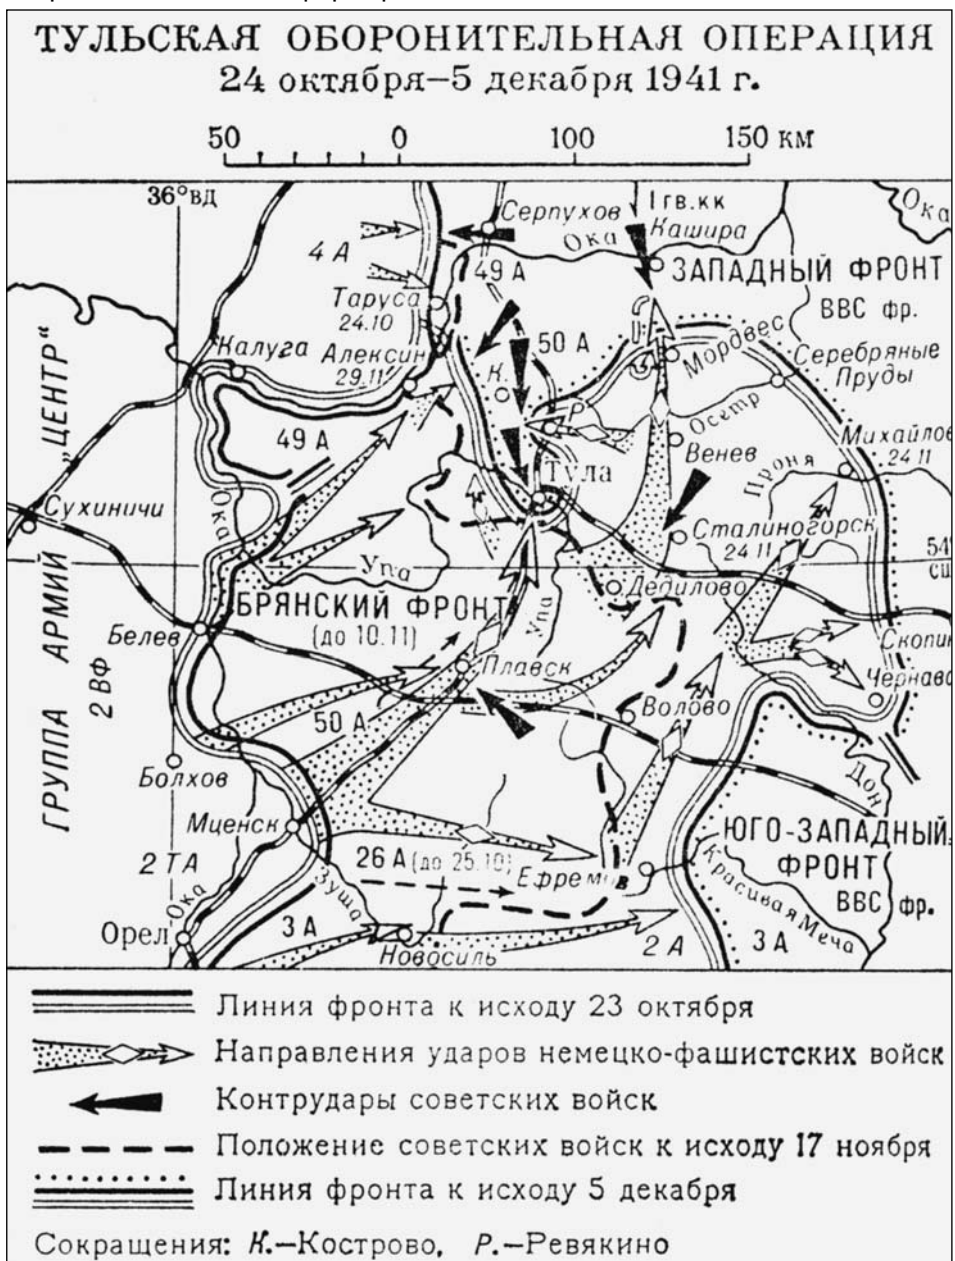 ТУЛЬСКАЯ ОБОРОНИТЕЛЬНАЯ ОПЕРАЦИЯ
24 октября–5 декабря 1941 г.
50 0 100 150 км
36°вд
Серпухов
1 гв.кк
Ока
Ока
Кашира
4 А
49 А
ЗАПАДНЫЙ ФРОНТ
ВВС фр.
Таруса
24.10
50 А
Мордвес
Серебряные
Пруды
Калуга
Алексин
29.11
К.
Р.
Осетр
49 А
Венев
Проня
Михайлов
24 11
ГРУППА АРМИЙ „ЦЕНТР“
Тула
Сухиничи
Ока
Сталиногорск
24 11
54°
сш
Упа
Дедилово
БРЯНСКИЙ ФРОНТ
(до 10.11)
Упа
Белев
Скопин
2 ВФ
Плавск
Чернава
50 А
Волово
Болхов
Дон
Мценск
ЮГО-ЗАПАДНЫЙ
ФРОНТ
ВВС фр.
2 ТА
26 А (до 25.10)
Ефремов
Красивая Меча
Ока
Зуша
Орел
3 А
Новосиль
2 А
3 А
Линия фронта к исходу 23 октября
Направления ударов немецко-фашистских войск
Контрудары советских войск
Положение советских войск к исходу 17 ноября
Линия фронта к исходу 5 декабря
Сокращения: К.–Кострово, Р.–Ревякино